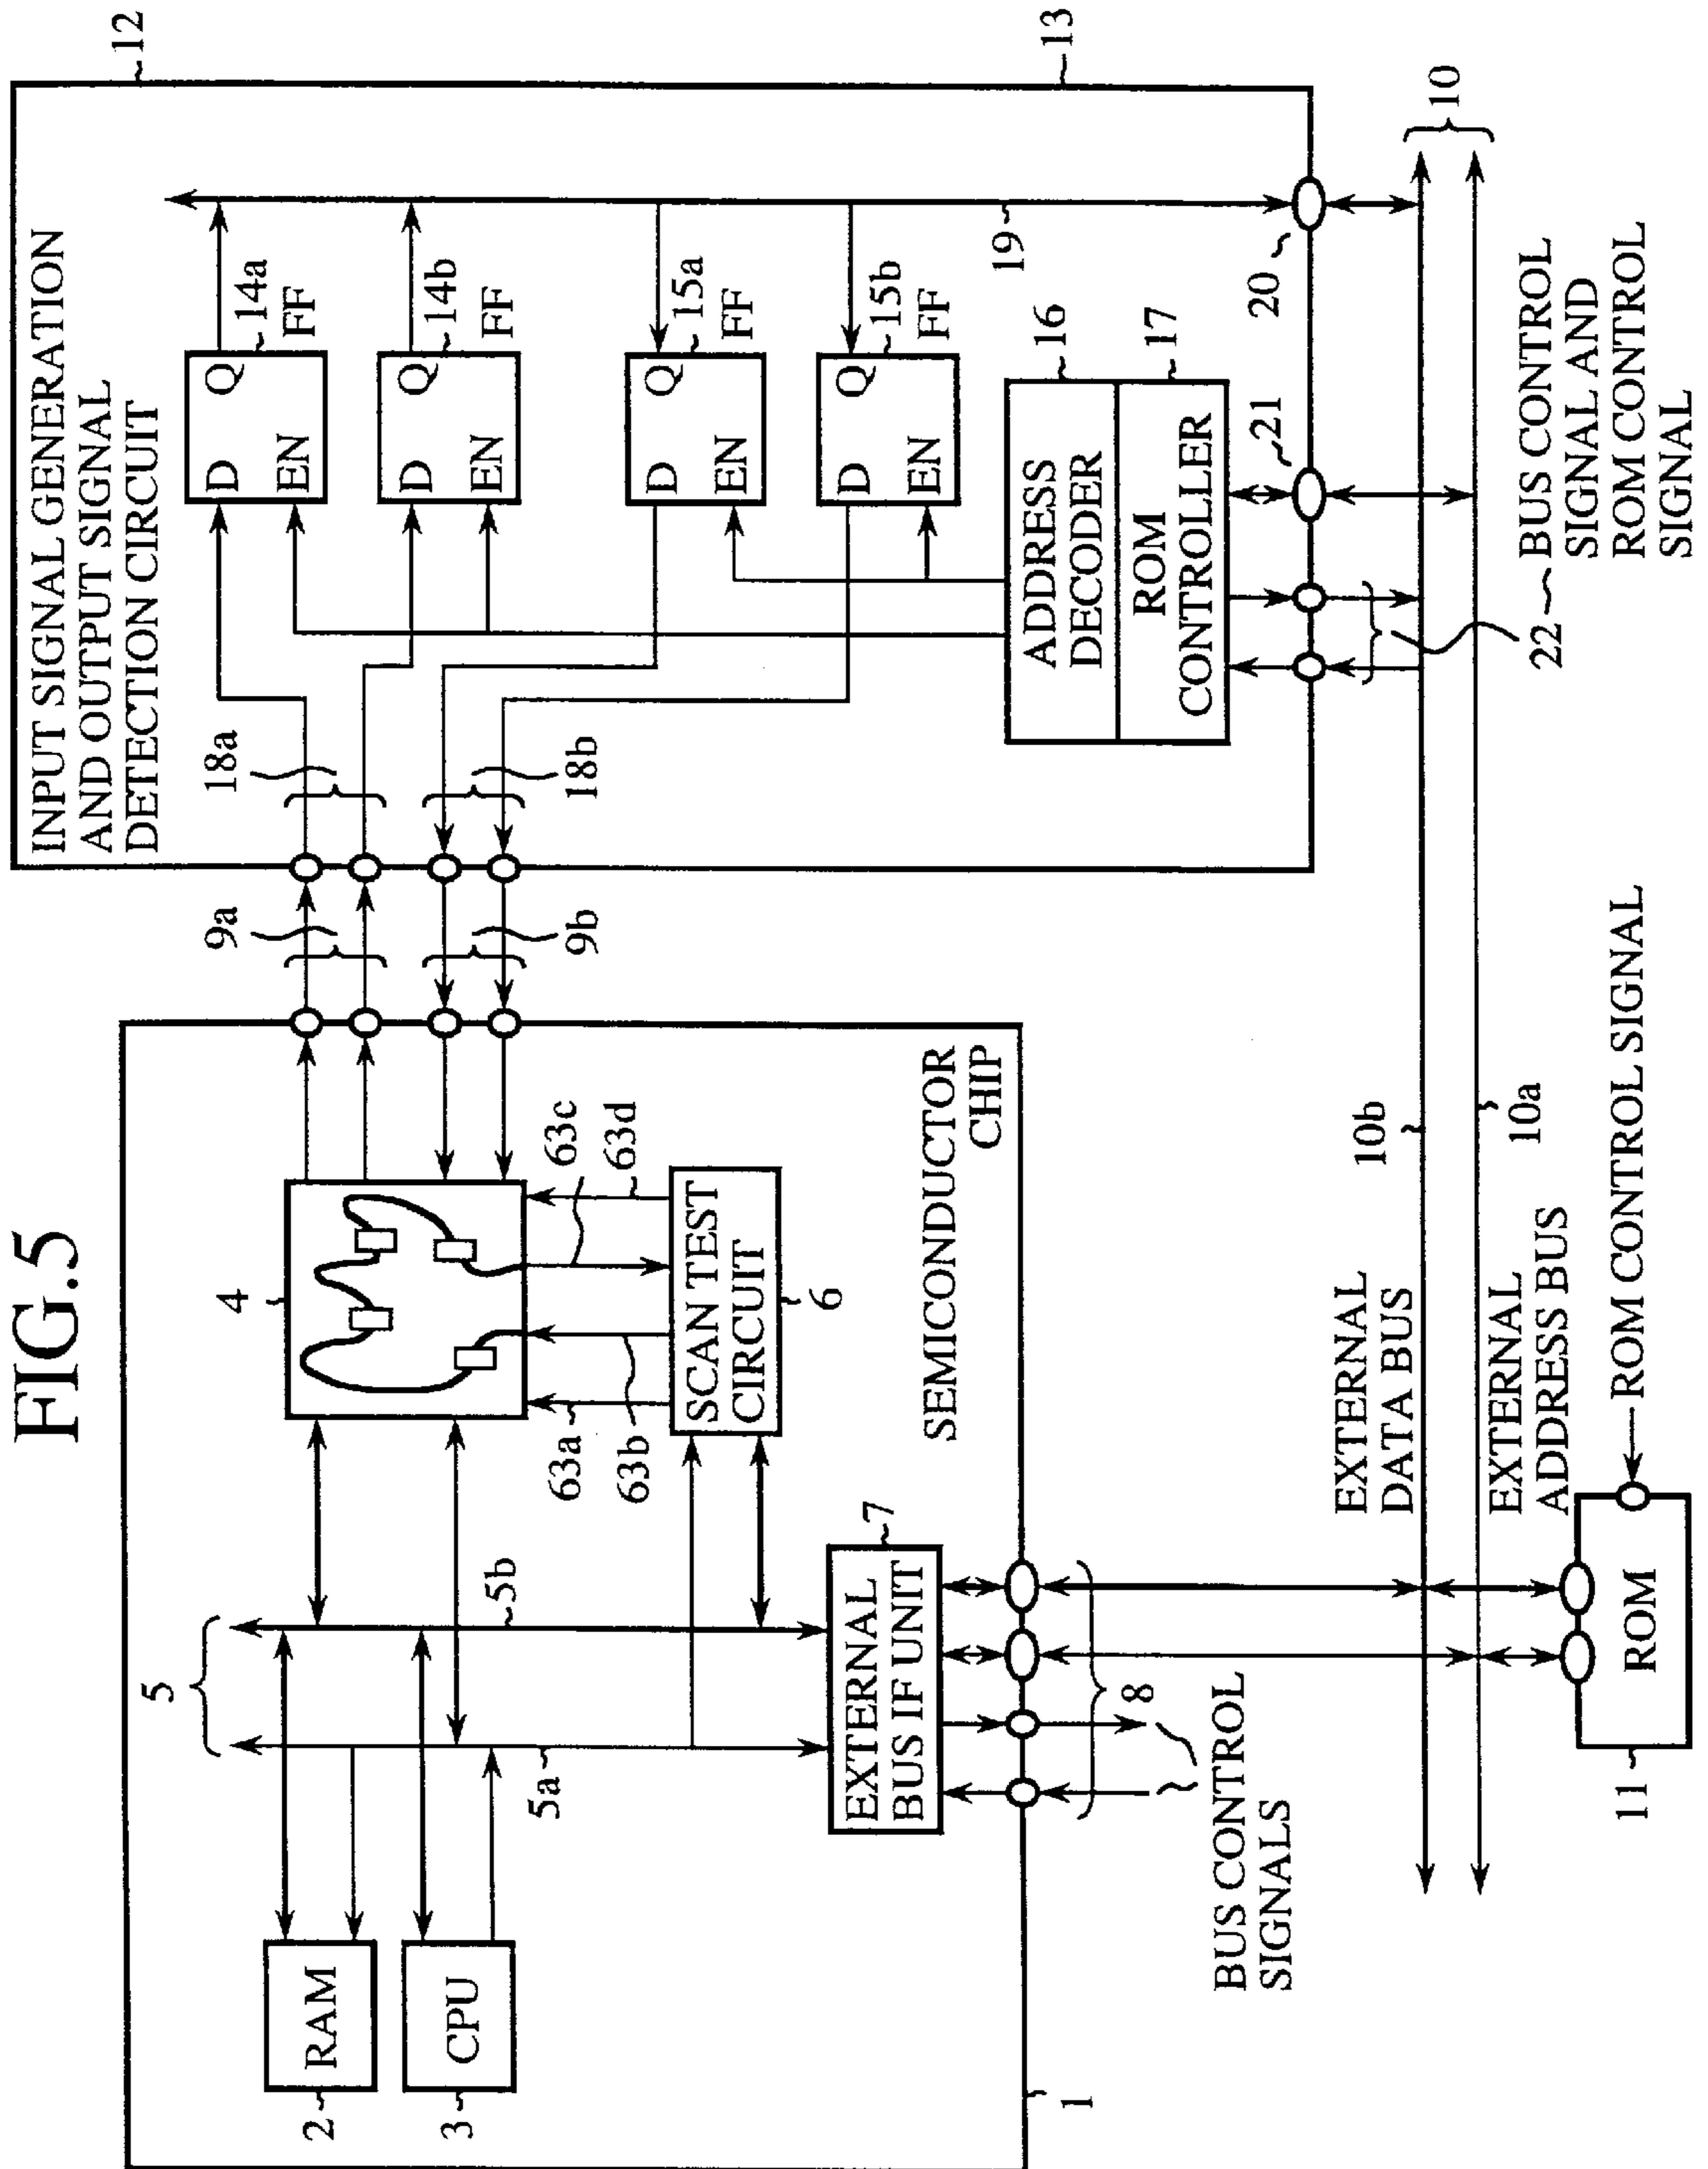 FIG.5
INPUT SIGNAL GENERATION
AND OUTPUT SIGNAL
DETECTION CIRCUIT
12
13
14a
FF
D Q
EN
14b
FF
D Q
EN
15a
FF
D Q
EN
15b
FF
D Q
EN
16
ADDRESS
DECODER
17
ROM
CONTROLLER
18a
18b
19
20
21
22
BUS CONTROL
SIGNAL AND
ROM CONTROL
SIGNAL
9a
9b
10
4
63a
63b
63c
63d
SCAN TEST
CIRCUIT
6
SEMICONDUCTOR
CHIP
5
5a
5b
RAM
2
CPU
3
EXTERNAL
BUS IF UNIT
7
8
1
BUS CONTROL
SIGNALS
EXTERNAL
DATA BUS
10b
EXTERNAL
ADDRESS BUS
10a
ROM CONTROL SIGNAL
ROM
11